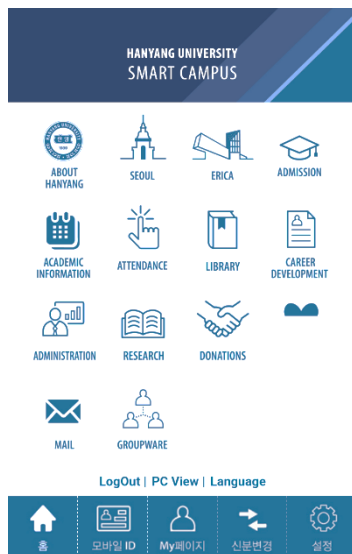 HANYANG UNIVERSITY
SMART CAMPUS
ABOUT
HANYANG
SEOUL
ERICA
ADMISSION
ACADEMIC
INFORMATION
ATTENDANCE
LIBRARY
CAREER
DEVELOPMENT
ADMINISTRATION
RESEARCH
DONATIONS
MAIL
GROUPWARE
LogOut | PC View | Language
홈
모바일 ID
My페이지
신분변경
설정